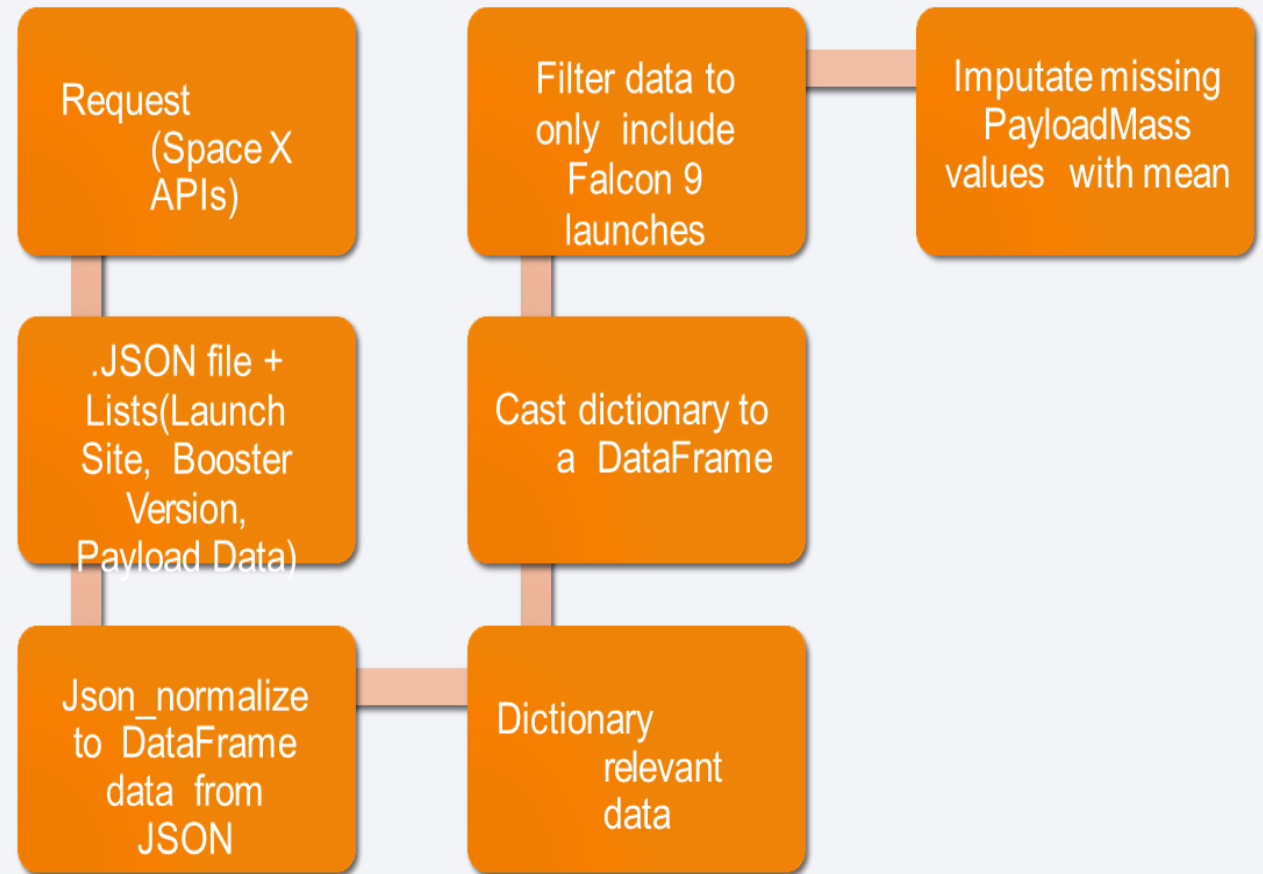 Request
(Space X
APIs)
.JSON file +
Lists(Launch
Site, Booster
Version,
Payload Data)
Json_normalize
to DataFrame
data from
JSON
Dictionary
relevant
data
Cast dictionary to
a DataFrame
Filter data to
only include
Falcon 9
launches
Imputate missing
PayloadMass
values with mean